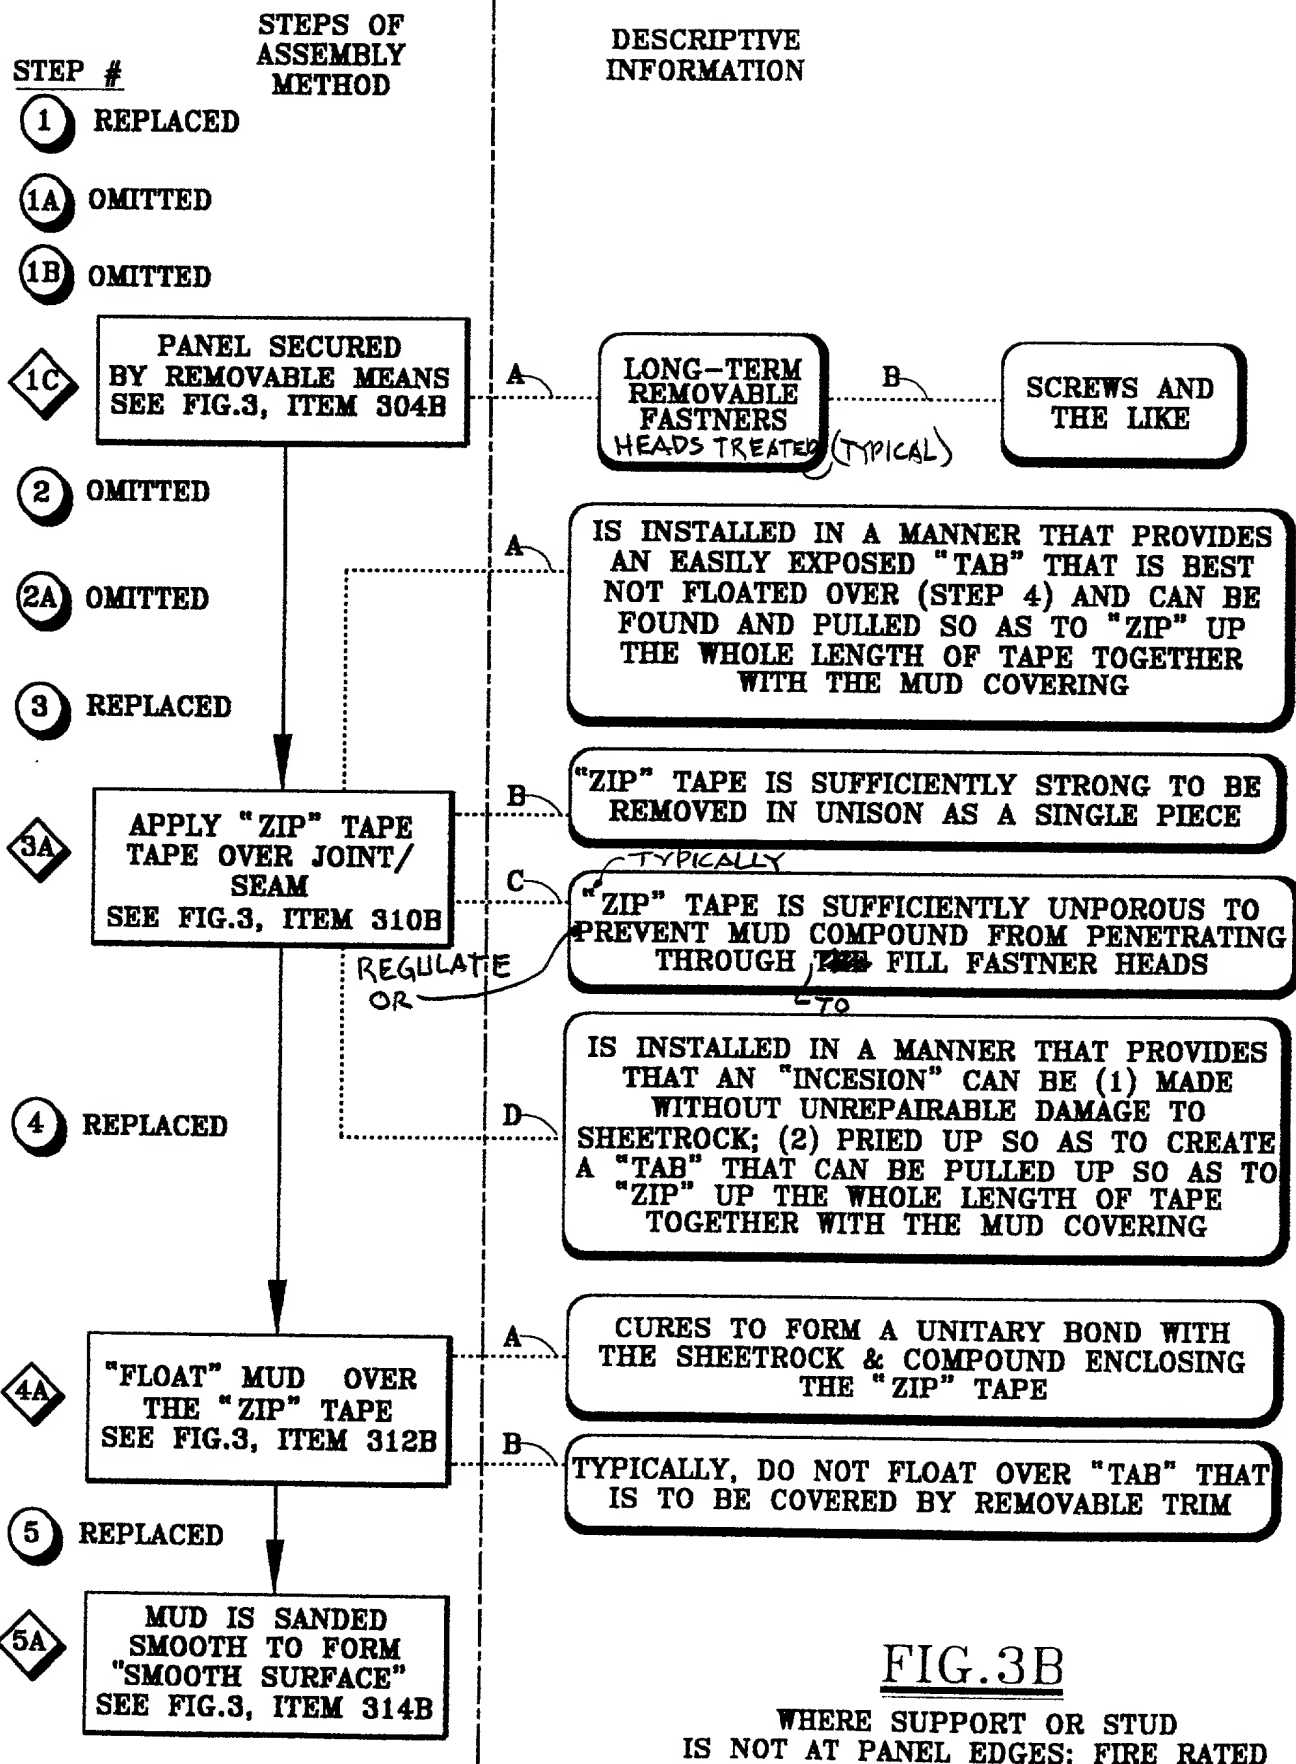 STEPS OF
ASSEMBLY
METHOD
DESCRIPTIVE
INFORMATION
STEP #
1 REPLACED
1A OMITTED
1B OMITTED
1C
PANEL SECURED
BY REMOVABLE MEANS
SEE FIG.3, ITEM 304B
A
LONG-TERM
REMOVABLE
FASTNERS
HEADS TREATED (TYPICAL)
B
SCREWS AND
THE LIKE
2 OMITTED
2A OMITTED
3 REPLACED
A
IS INSTALLED IN A MANNER THAT PROVIDES
AN EASILY EXPOSED "TAB" THAT IS BEST
NOT FLOATED OVER (STEP 4) AND CAN BE
FOUND AND PULLED SO AS TO "ZIP" UP
THE WHOLE LENGTH OF TAPE TOGETHER
WITH THE MUD COVERING
3A
APPLY "ZIP" TAPE
TAPE OVER JOINT/
SEAM
SEE FIG.3, ITEM 310B
B
"ZIP" TAPE IS SUFFICIENTLY STRONG TO BE
REMOVED IN UNISON AS A SINGLE PIECE
TYPICALLY
C
"ZIP" TAPE IS SUFFICIENTLY UNPOROUS TO
PREVENT MUD COMPOUND FROM PENETRATING
THROUGH FILL FASTNER HEADS
REGULATE
OR
TO
4 REPLACED
D
IS INSTALLED IN A MANNER THAT PROVIDES
THAT AN "INCESION" CAN BE (1) MADE
WITHOUT UNREPAIRABLE DAMAGE TO
SHEETROCK; (2) PRIED UP SO AS TO CREATE
A "TAB" THAT CAN BE PULLED UP SO AS TO
"ZIP" UP THE WHOLE LENGTH OF TAPE
TOGETHER WITH THE MUD COVERING
4A
"FLOAT" MUD OVER
THE "ZIP" TAPE
SEE FIG.3, ITEM 312B
A
CURES TO FORM A UNITARY BOND WITH
THE SHEETROCK & COMPOUND ENCLOSING
THE "ZIP" TAPE
B
TYPICALLY, DO NOT FLOAT OVER "TAB" THAT
IS TO BE COVERED BY REMOVABLE TRIM
5 REPLACED
5A
MUD IS SANDED
SMOOTH TO FORM
"SMOOTH SURFACE"
SEE FIG.3, ITEM 314B
FIG.3B
WHERE SUPPORT OR STUD
IS NOT AT PANEL EDGES; FIRE RATED